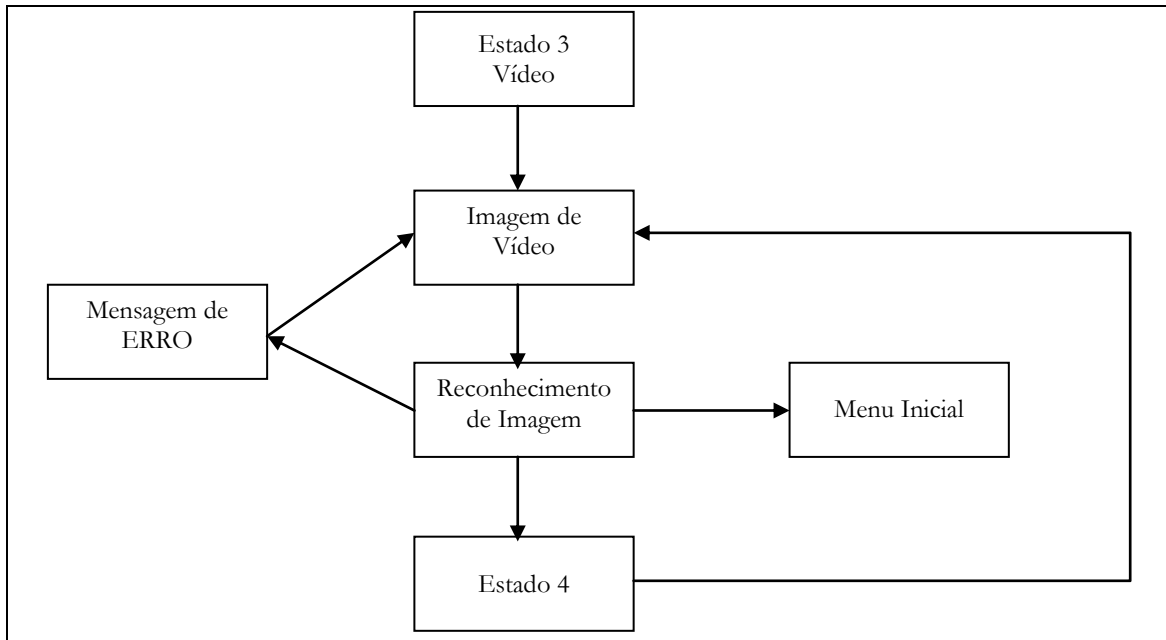 Estado 3
Vídeo
Imagem de
Vídeo
Mensagem de
ERRO
Reconhecimento
de Imagem
Menu Inicial
Estado 4